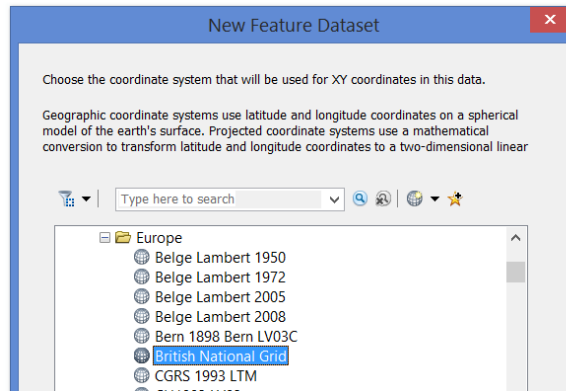 New Feature Dataset
Choose the coordinate system that will be used for XY coordinates in this data.
Geographic coordinate systems use latitude and longitude coordinates on a spherical
model of the earth's surface. Projected coordinate systems use a mathematical
conversion to transform latitude and longitude coordinates to a two-dimensional linear
Type here to search
Europe
Belge Lambert 1950
Belge Lambert 1972
Belge Lambert 2005
Belge Lambert 2008
Bern 1898 Bern LV03C
British National Grid
CGRS 1993 LTM